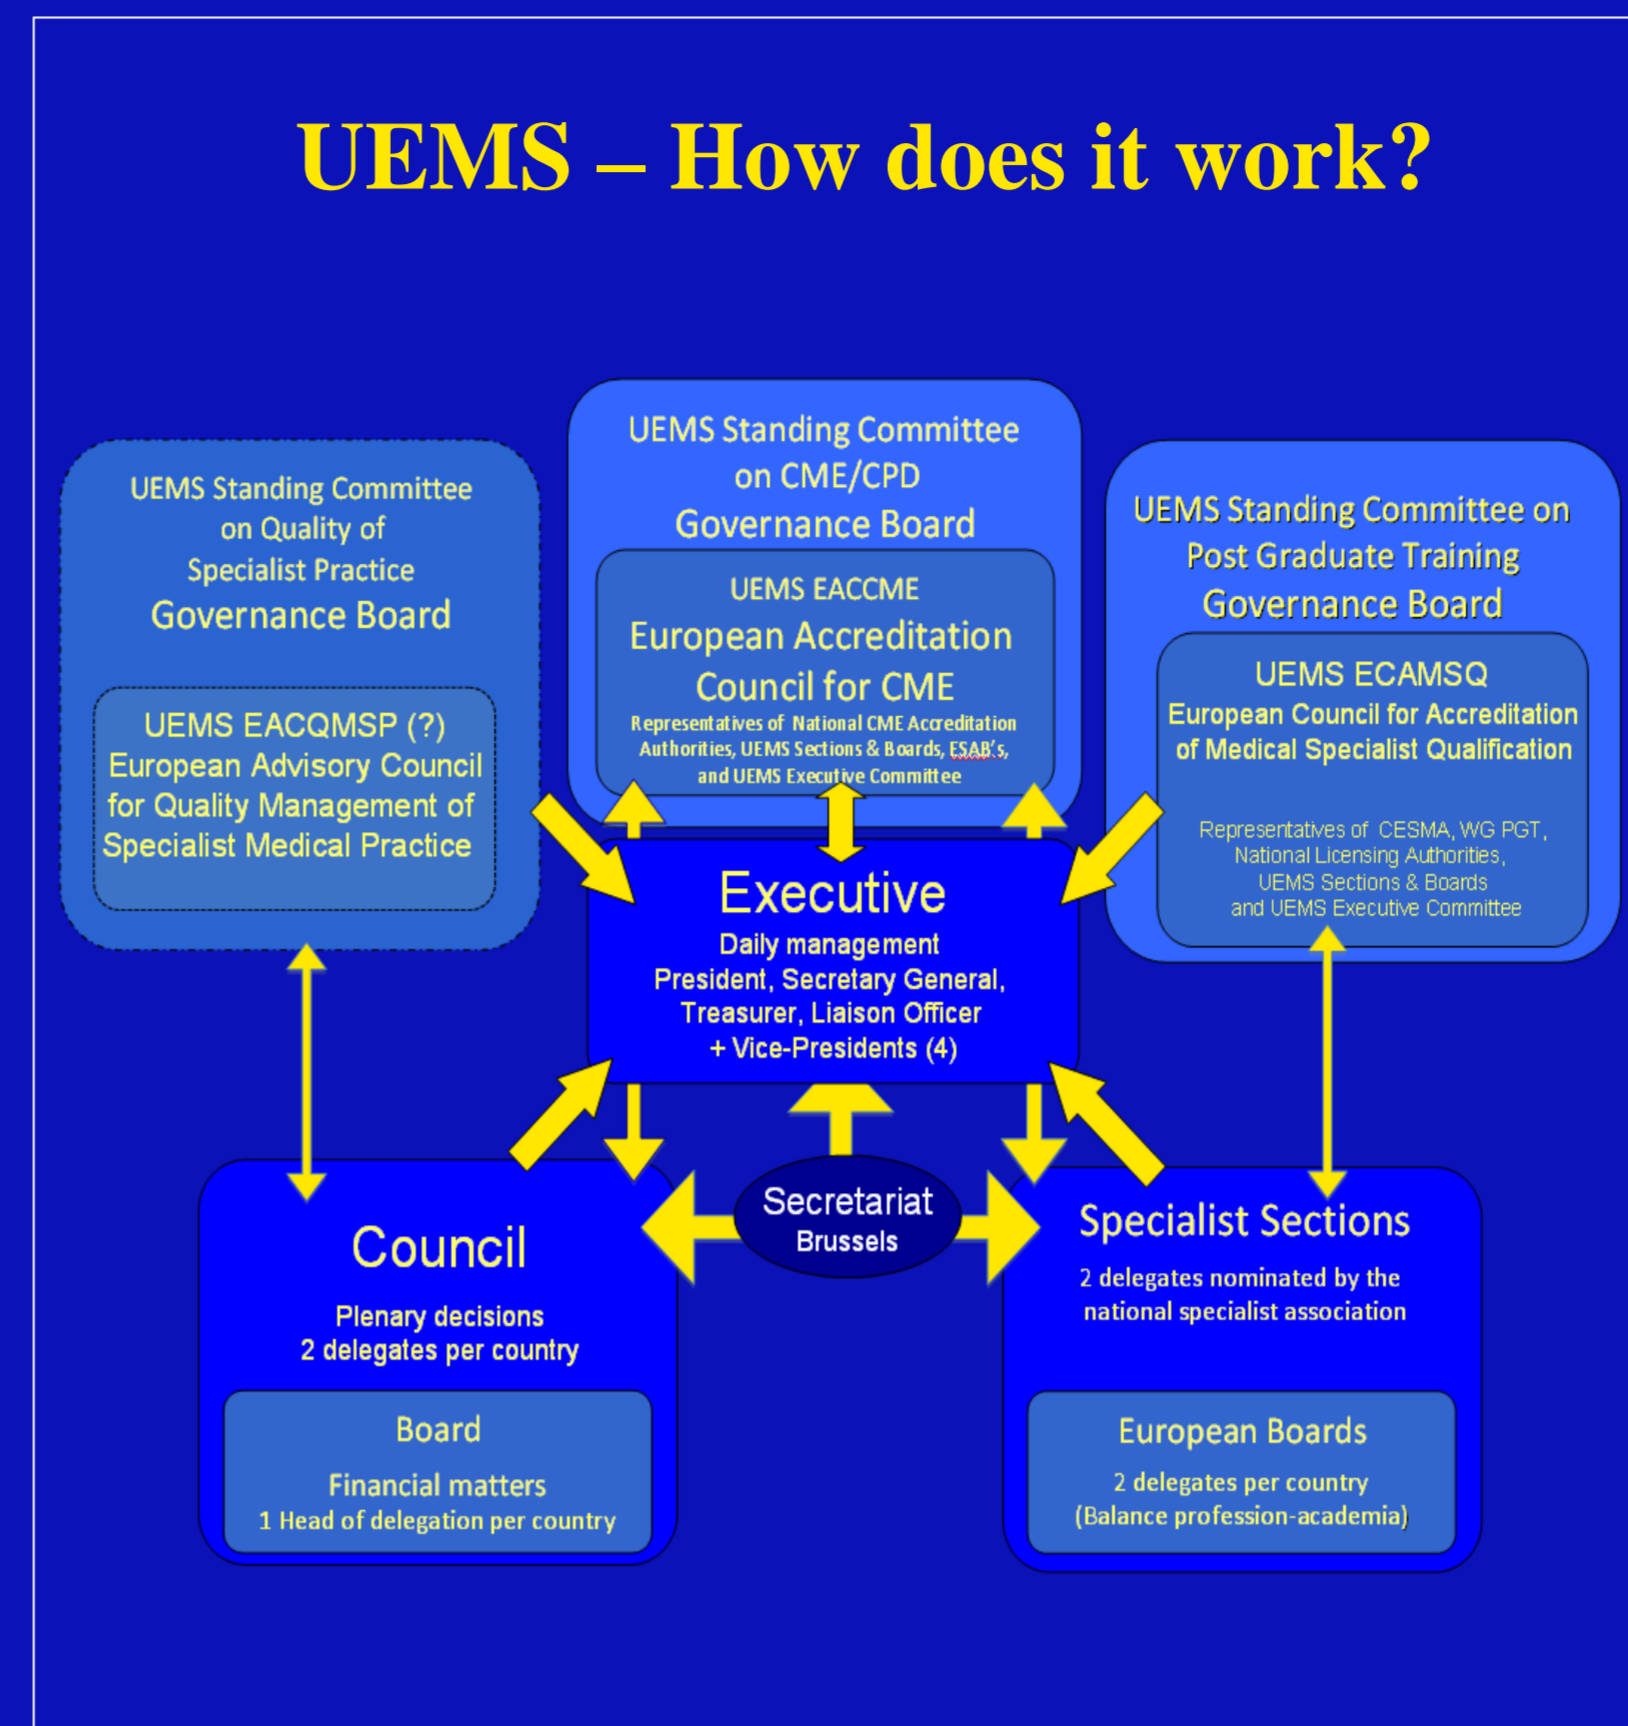 UEMS – How does it work?
UEMS Standing Committee
on Quality of
Specialist Practice
Governance Board
UEMS EACQMSP (?)
European Advisory Council
for Quality Management of
Specialist Medical Practice
UEMS Standing Committee
on CME/CPD
Governance Board
UEMS EACCME
European Accreditation
Council for CME
Representatives of National CME Accreditation
Authorities, UEMS Sections & Boards, ESAB's,
and UEMS Executive Committee
UEMS Standing Committee on
Post Graduate Training
Governance Board
UEMS ECAMSQ
European Council for Accreditation
of Medical Specialist Qualification
Representatives of CESMA, WG PGT,
National Licensing Authorities,
UEMS Sections & Boards
and UEMS Executive Committee
Executive
Daily management
President, Secretary General,
Treasurer, Liaison Officer
+ Vice-Presidents (4)
Secretariat
Brussels
Council
Plenary decisions
2 delegates per country
Board
Financial matters
1 Head of delegation per country
Specialist Sections
2 delegates nominated by the
national specialist association
European Boards
2 delegates per country
(Balance profession-academia)